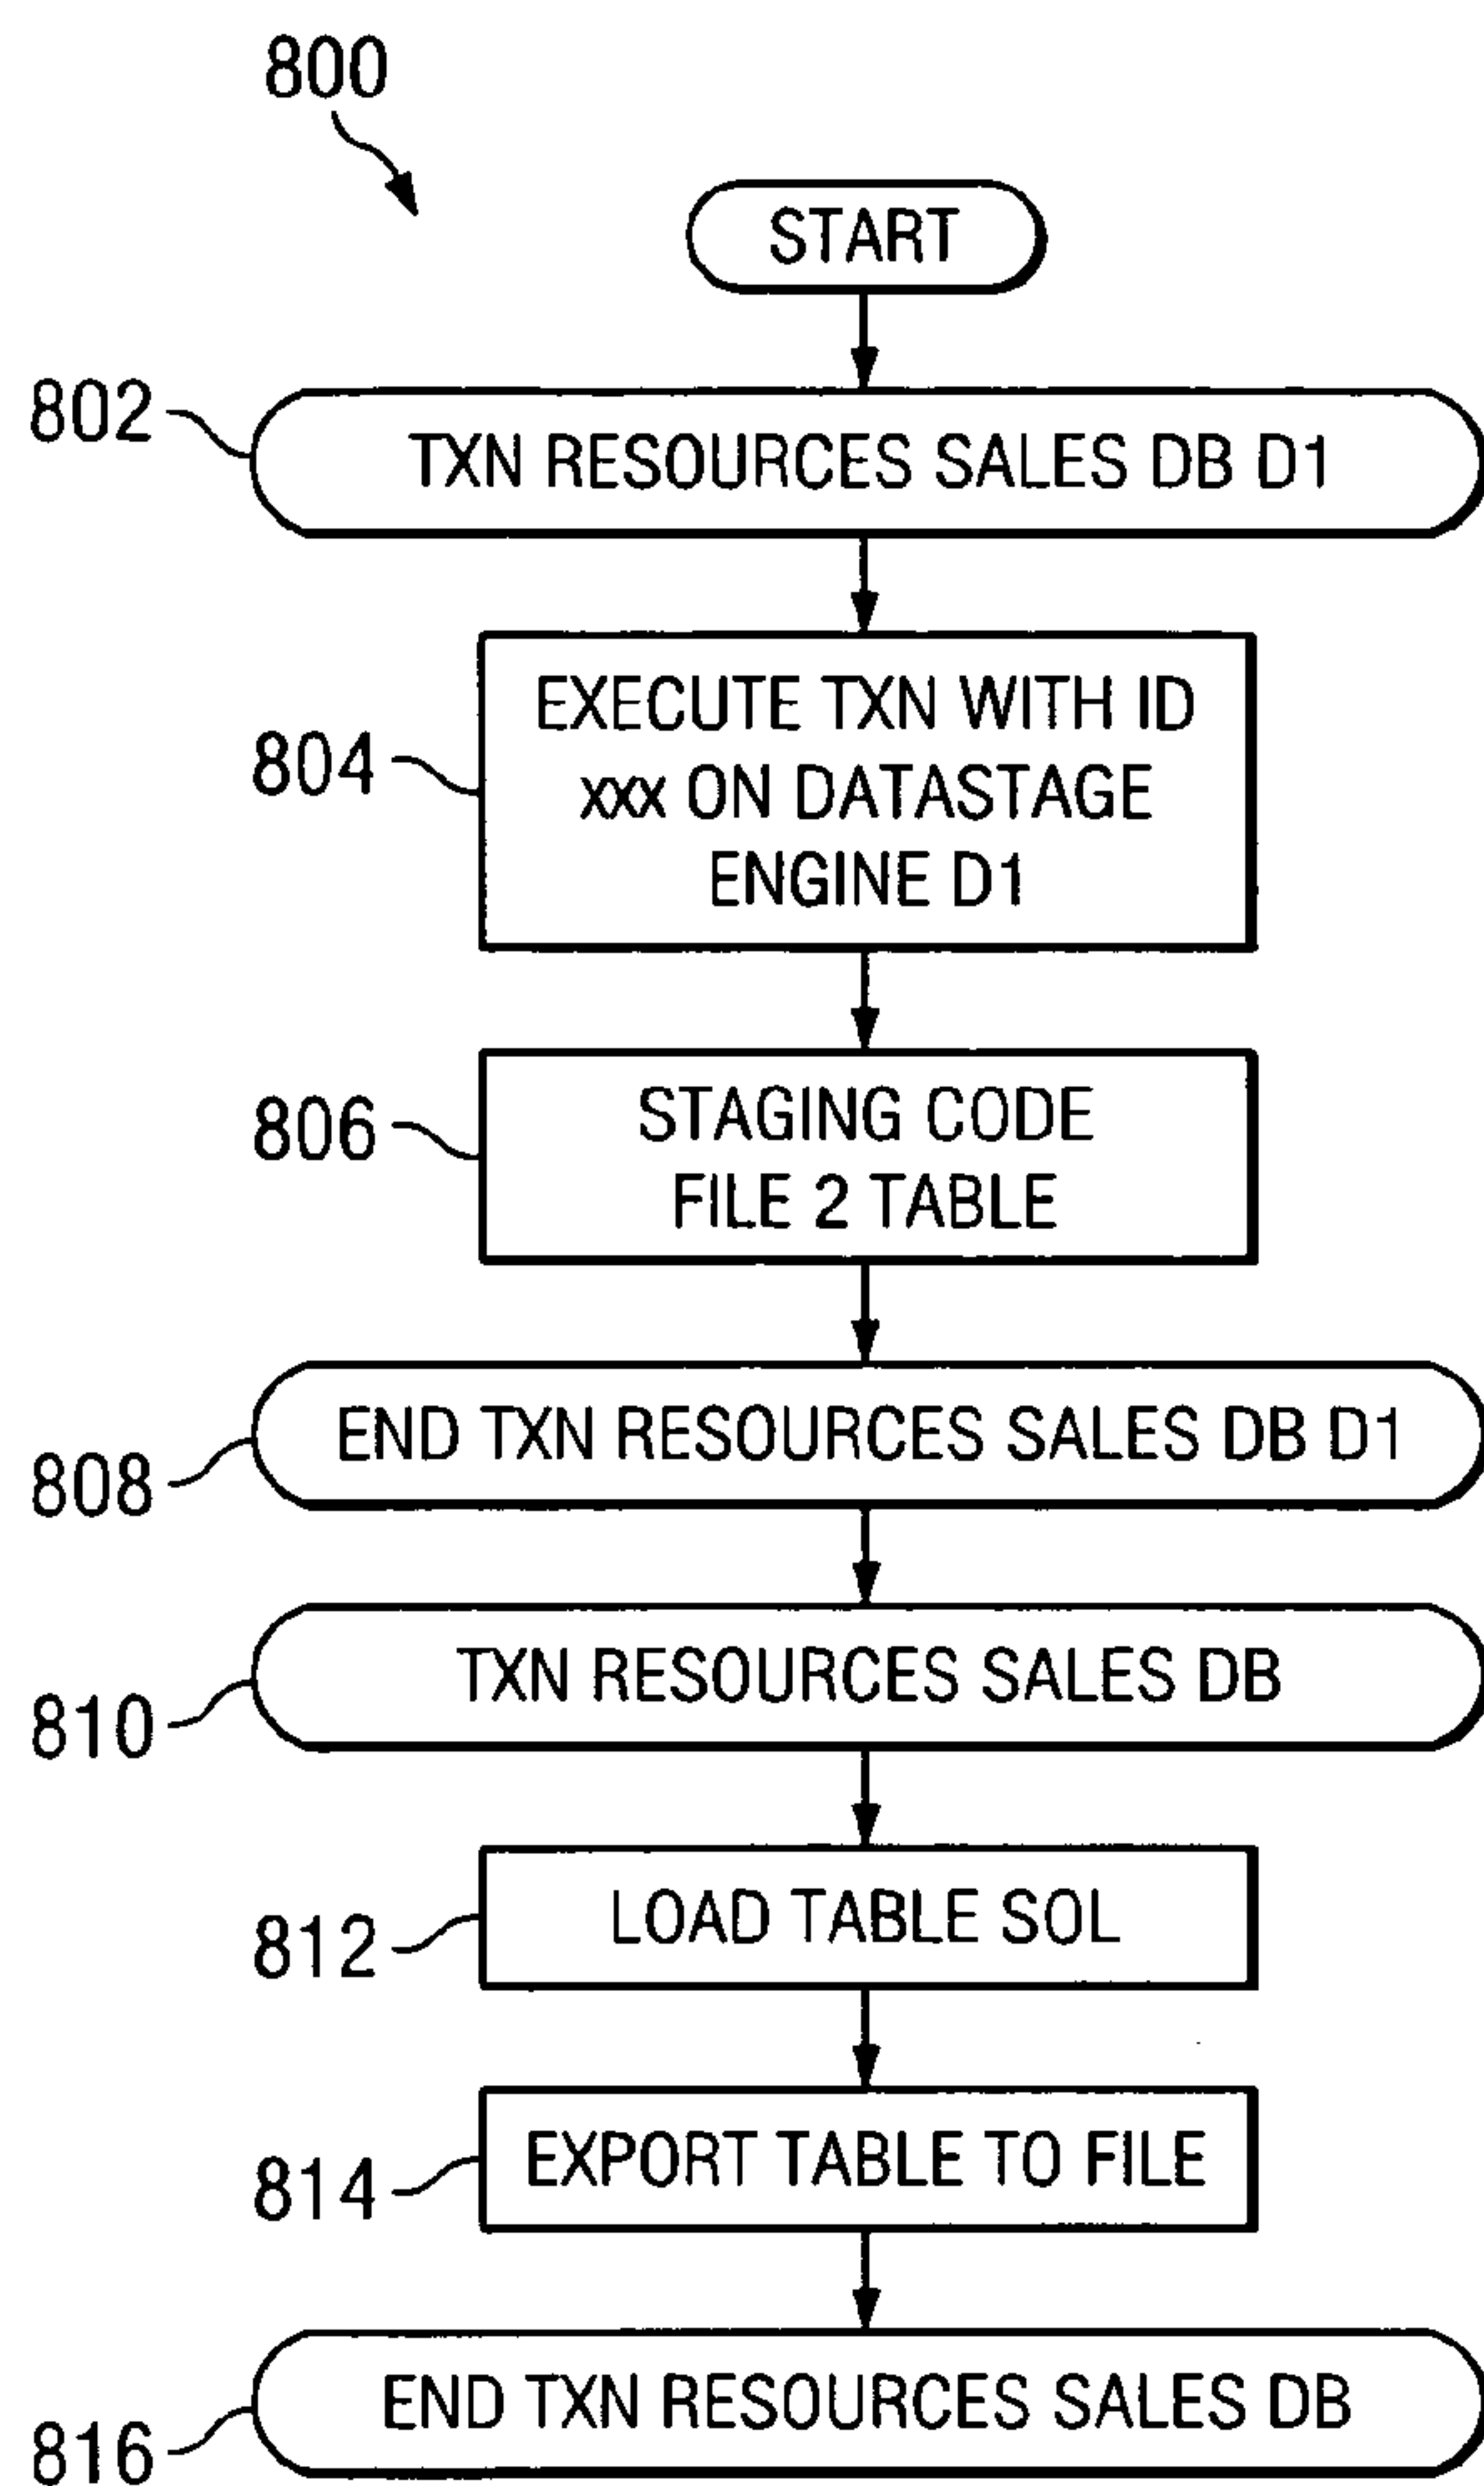 800
START
802
TXN RESOURCES SALES DB D1
804
EXECUTE TXN WITH ID
xxx ON DATASTAGE
ENGINE D1
806
STAGING CODE
FILE 2 TABLE
808
END TXN RESOURCES SALES DB D1
810
TXN RESOURCES SALES DB
812
LOAD TABLE SOL
814
EXPORT TABLE TO FILE
816
END TXN RESOURCES SALES DB